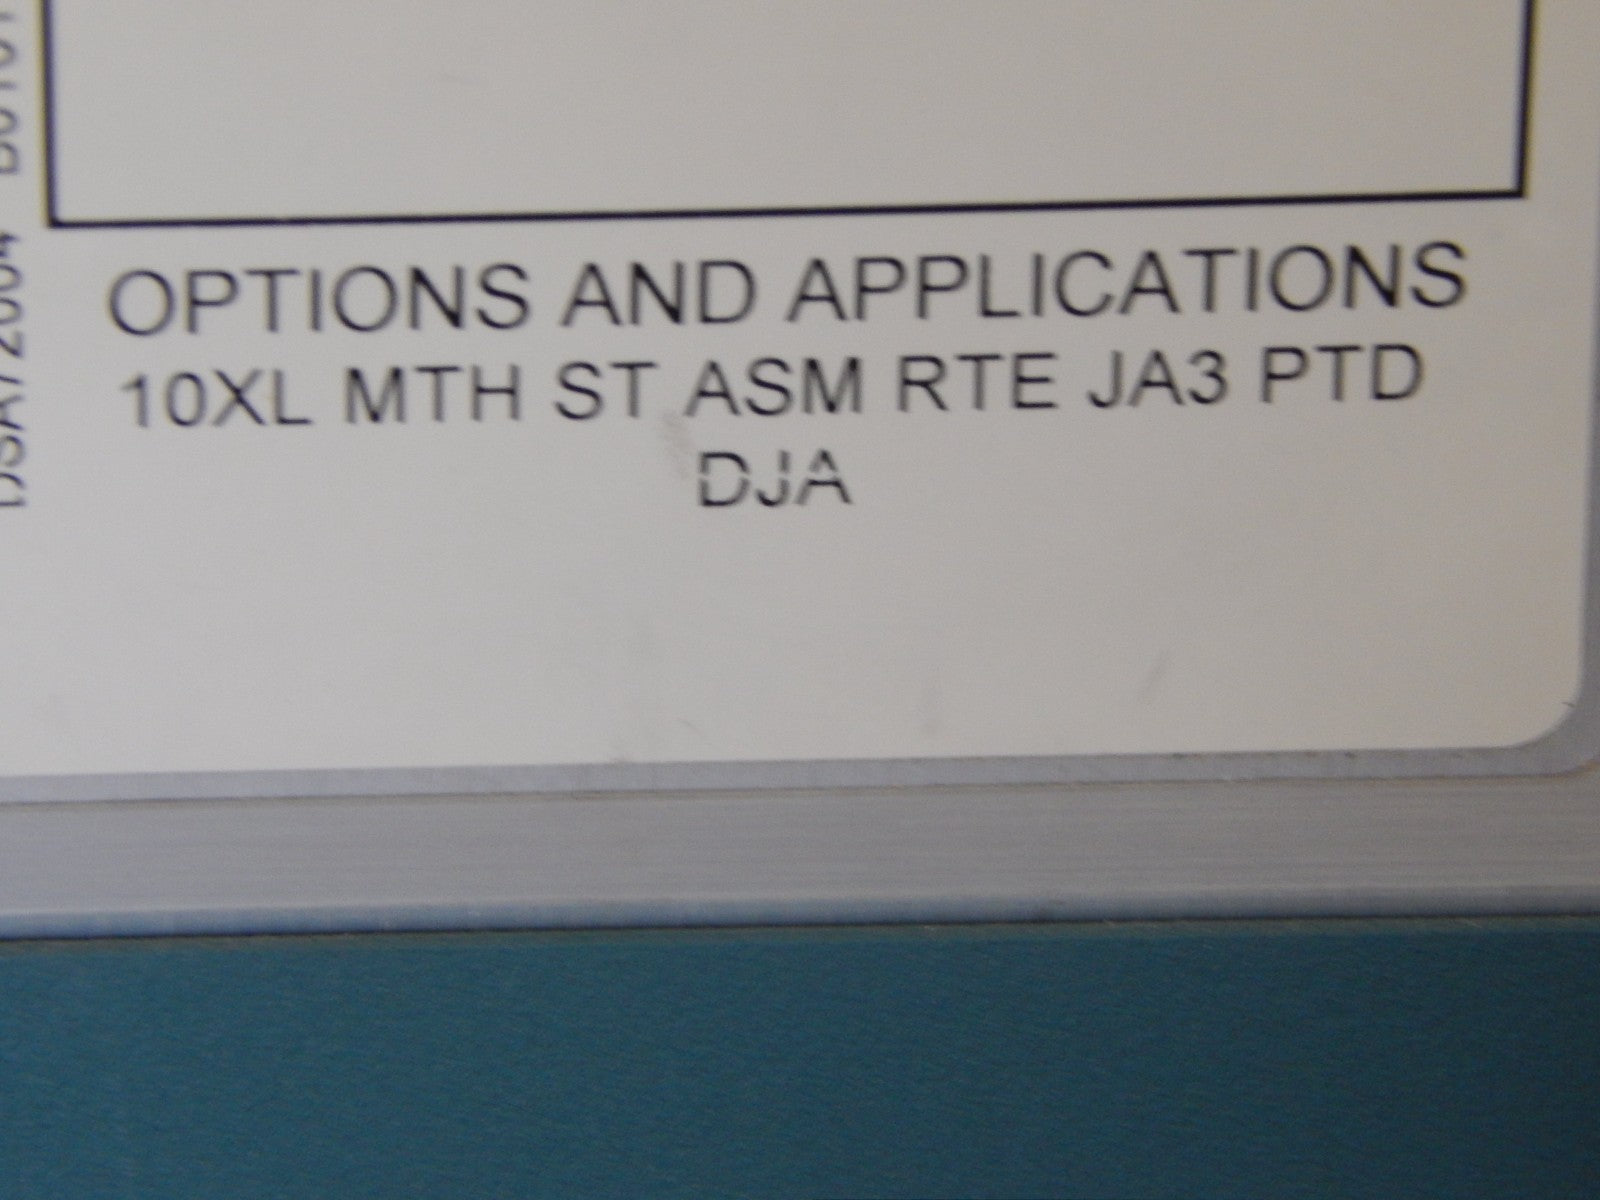 OPTIONS AND APPLICATIONS
10XL MTH ST ASM RTE JA3 PTD
DJA